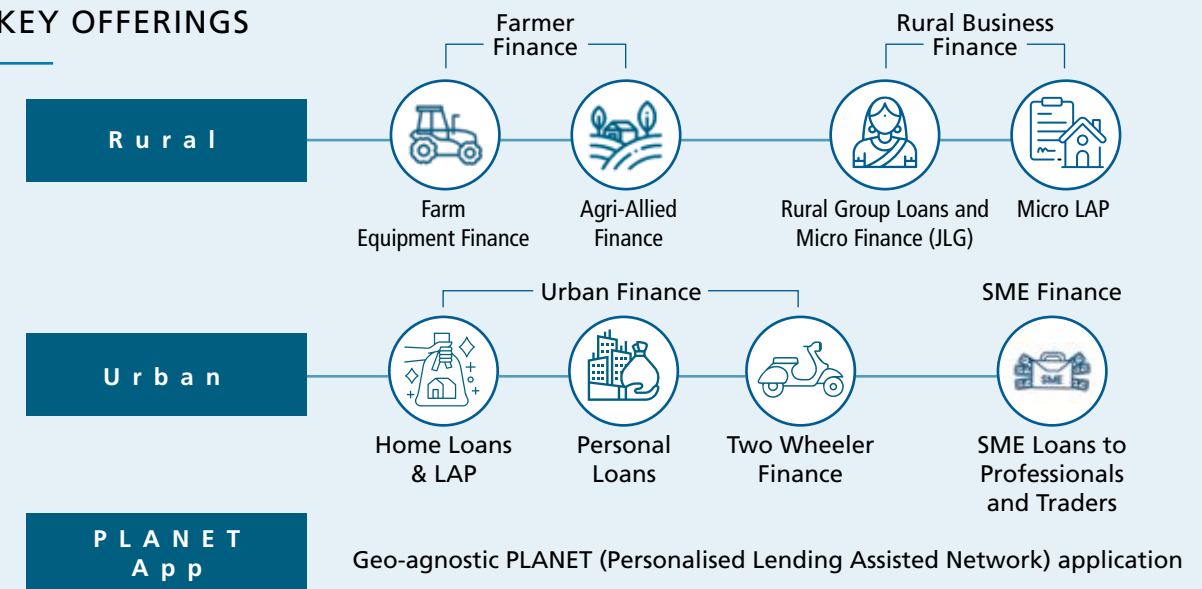 KEY OFFERINGS
Farmer
Finance
Rural Business
Finance
Rural
Farm
Equipment Finance
Agri-Allied
Finance
Rural Group Loans and
Micro Finance (JLG)
Micro LAP
Urban Finance
SME Finance
Urban
SME
Home Loans
& LAP
Personal
Loans
Two Wheeler
Finance
SME Loans to
Professionals
and Traders
PLANET
App
Geo-agnostic PLANET (Personalised Lending Assisted Network) application